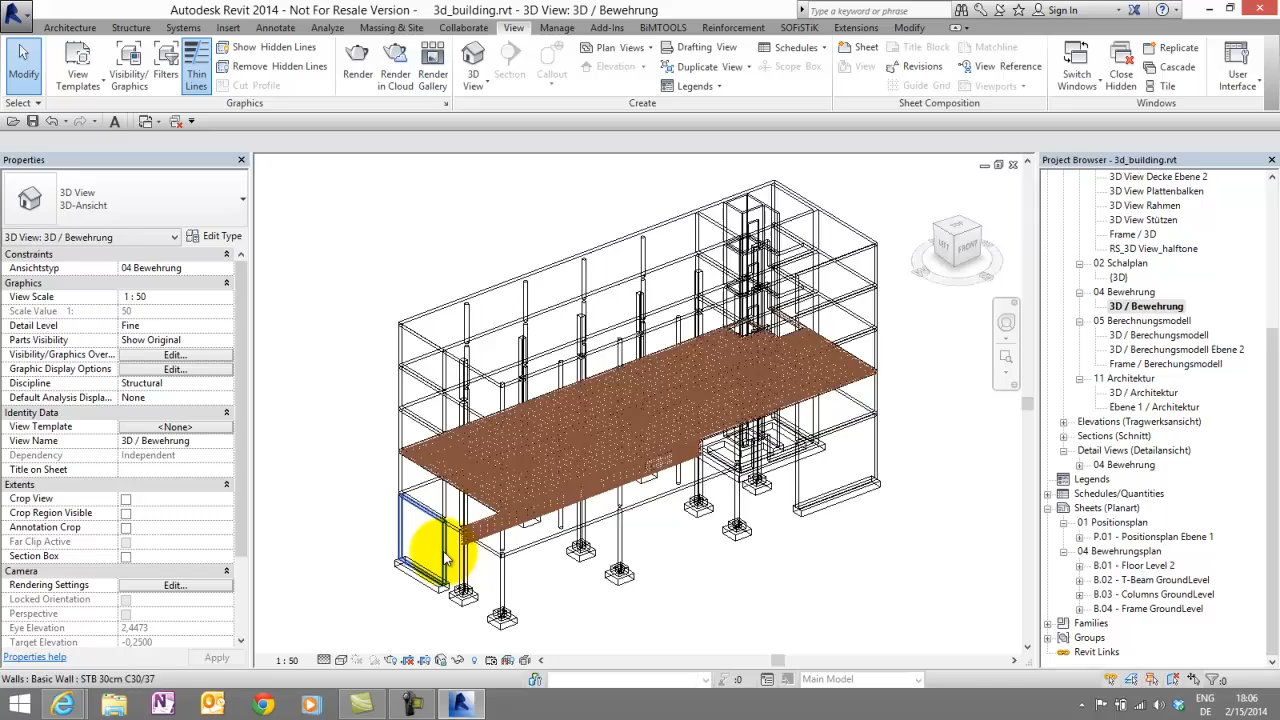 Autodesk Revit 2014 - Not For Resale Version - 3d_building.rvt - 3D View: 3D / Bewehrung
Type a keyword or phrase
Sign In
Architecture Structure Systems Insert Annotate Analyze Massing & Site Collaborate View Manage Add-Ins BiMTOOLS Reinforcement SOFiSTiK Extensions Modify
Modify
View Templates
Visibility/ Graphics
Filters
Thin Lines
Show Hidden Lines
Remove Hidden Lines
Cut Profile
Render
Render in Cloud
Render Gallery
3D View
Section
Callout
Plan Views
Elevation
Drafting View
Duplicate View
Legends
Schedules
Scope Box
Sheet
View
Title Block
Revisions
Guide Grid
Matchline
View Reference
Viewports
Switch Windows
Close Hidden
Replicate
Cascade
Tile
User Interface
Select
Graphics
Create
Sheet Composition
Windows
Properties
3D View
3D-Ansicht
3D View: 3D / Bewehrung
Edit Type
Constraints
Ansichtstyp 04 Bewehrung
Graphics
View Scale 1 : 50
Scale Value 1: 50
Detail Level Fine
Parts Visibility Show Original
Visibility/Graphics Over... Edit...
Graphic Display Options Edit...
Discipline Structural
Default Analysis Displa... None
Identity Data
View Template <None>
View Name 3D / Bewehrung
Dependency Independent
Title on Sheet
Extents
Crop View
Crop Region Visible
Annotation Crop
Far Clip Active
Section Box
Camera
Rendering Settings Edit...
Locked Orientation
Perspective
Eye Elevation 2,4473
Target Elevation -0,2500
Properties help
Apply
TOP
LEFT
FRONT
1 : 50
Project Browser - 3d_building.rvt
3D View Decke Ebene 2
3D View Plattenbalken
3D View Rahmen
3D View Stützen
Frame / 3D
RS_3D View_halftone
02 Schalplan
(3D)
04 Bewehrung
3D / Bewehrung
05 Berechnungsmodell
3D / Berechungsmodell
3D / Berechungsmodell Ebene 2
Frame / Berechungsmodell
11 Architektur
3D / Architektur
Ebene 1 / Architektur
Elevations (Tragwerksansicht)
Sections (Schnitt)
Detail Views (Detailansicht)
04 Bewehrung
Legends
Schedules/Quantities
Sheets (Planart)
01 Positionsplan
P.01 - Positionsplan Ebene 1
04 Bewehrungsplan
B.01 - Floor Level 2
B.02 - T-Beam GroundLevel
B.03 - Columns GroundLevel
B.04 - Frame GroundLevel
Families
Groups
Revit Links
Walls : Basic Wall : STB 30cm C30/37
:0
Main Model
:0
ENG
DE
18:06
2/15/2014